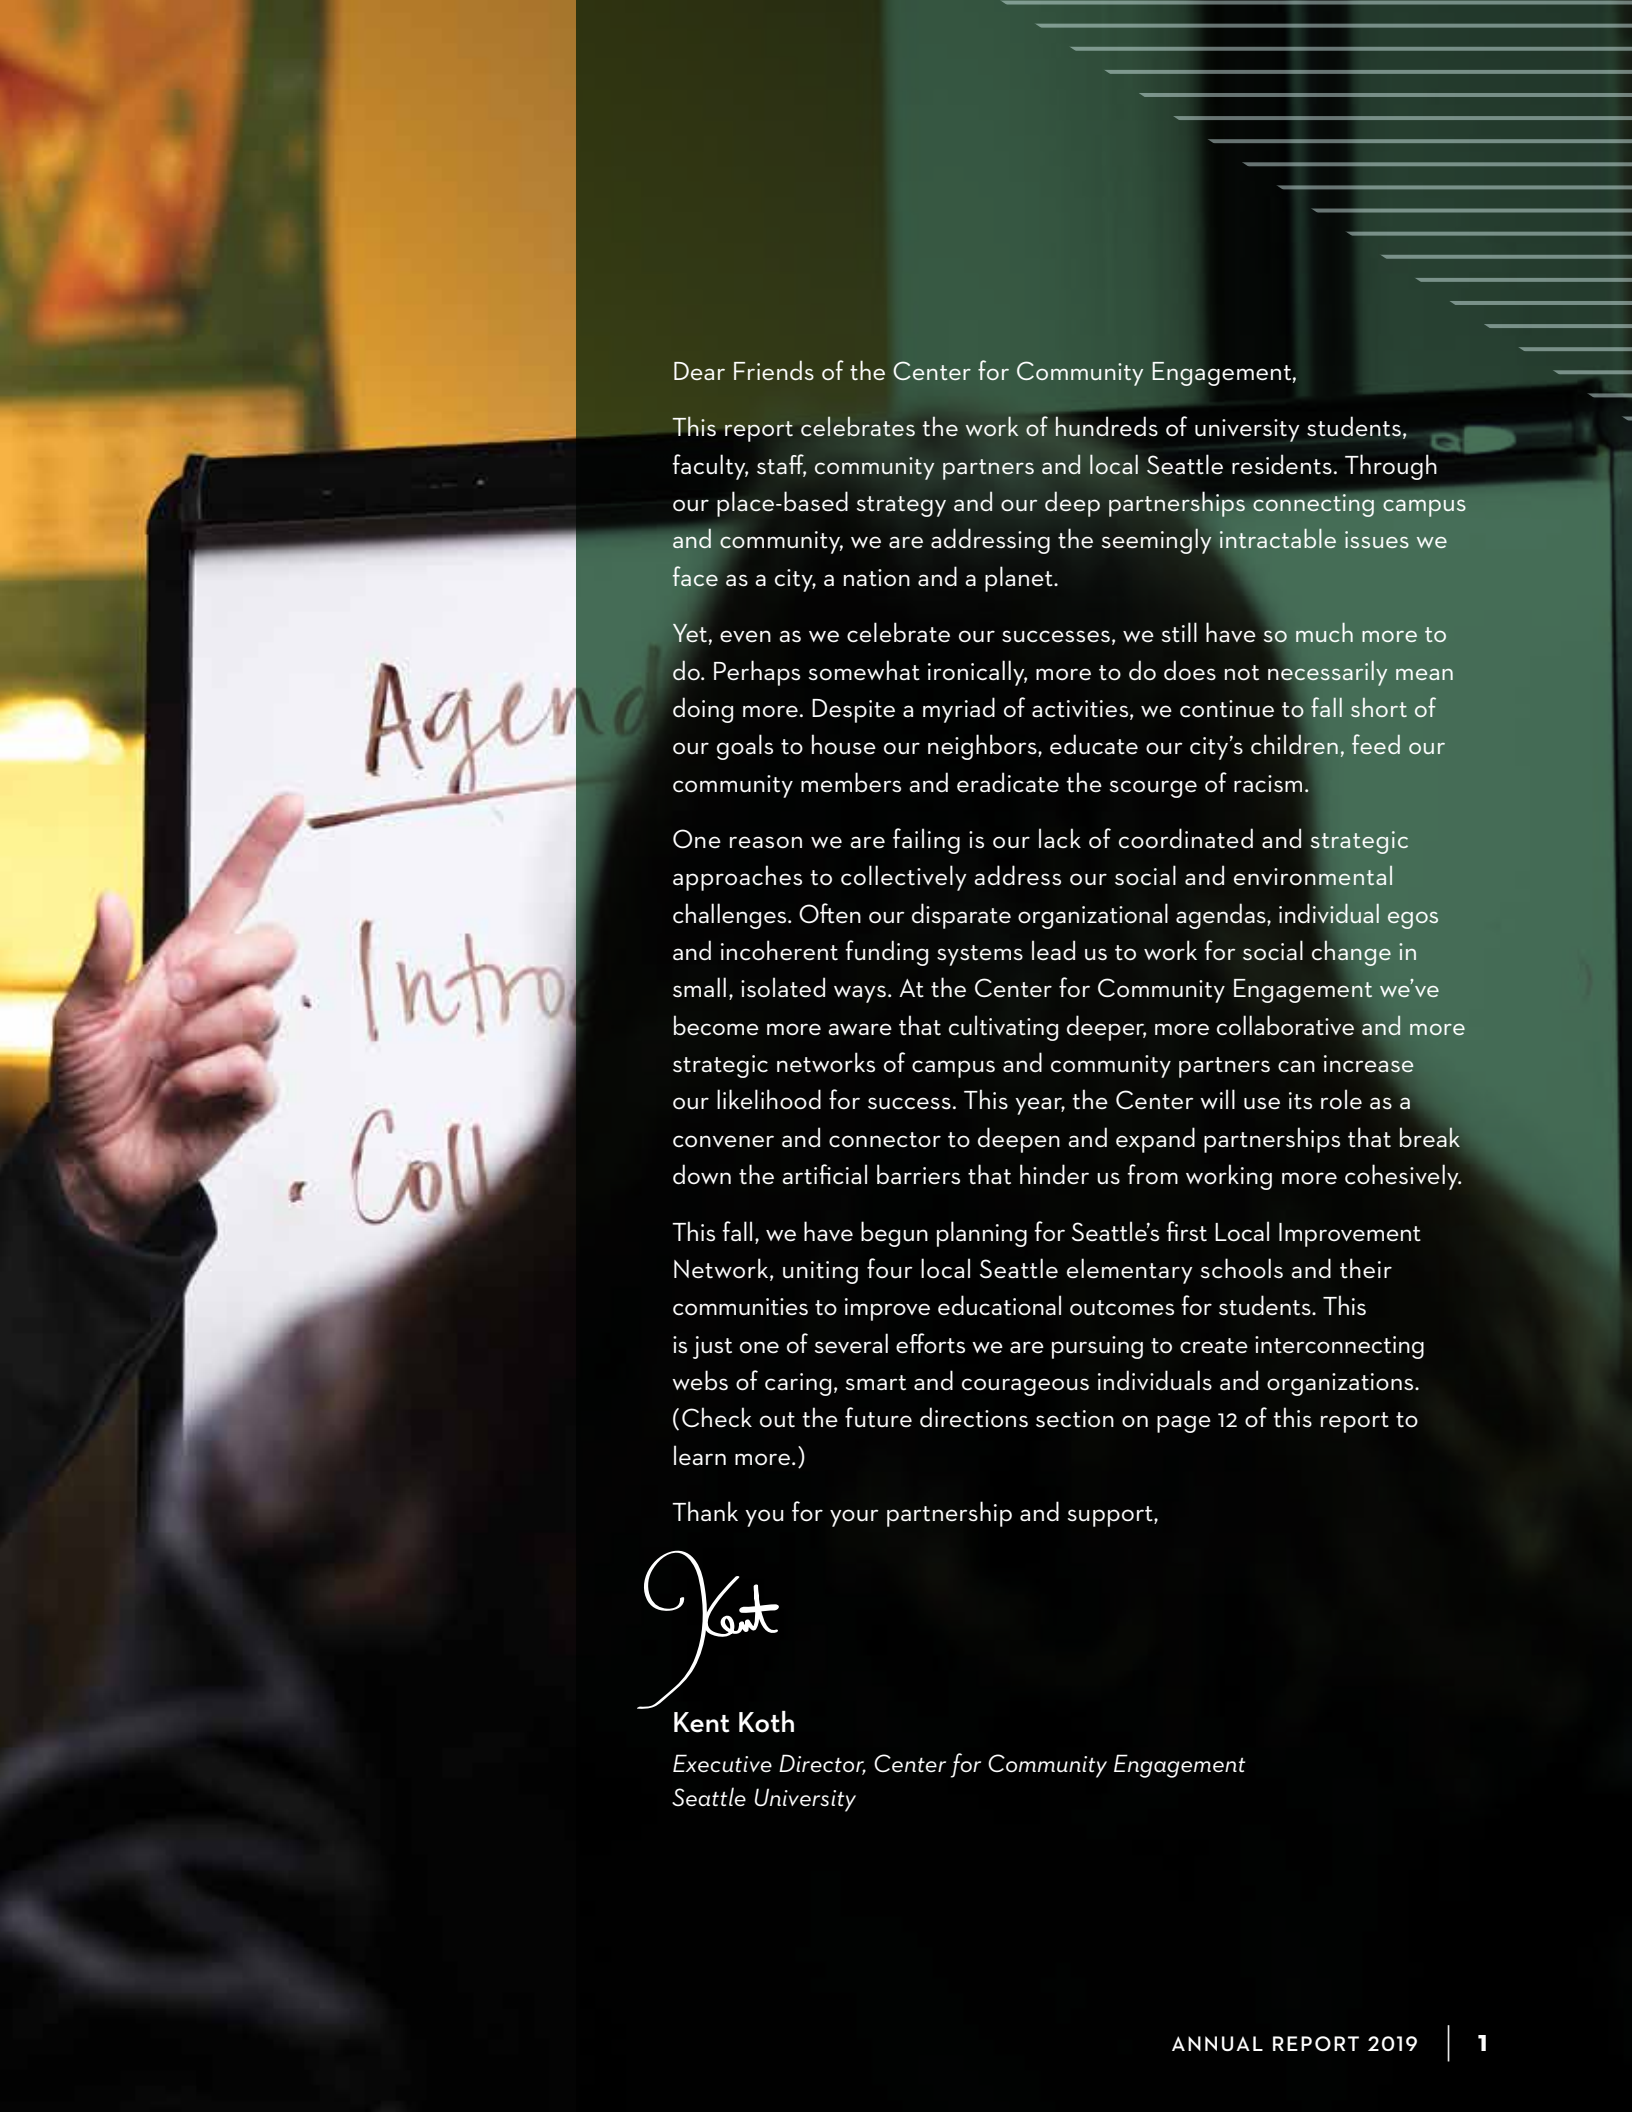 Agend
· Introd
· Coll
Dear Friends of the Center for Community Engagement,
This report celebrates the work of hundreds of university students,
faculty, staff, community partners and local Seattle residents. Through
our place-based strategy and our deep partnerships connecting campus
and community, we are addressing the seemingly intractable issues we
face as a city, a nation and a planet.
Yet, even as we celebrate our successes, we still have so much more to
do. Perhaps somewhat ironically, more to do does not necessarily mean
doing more. Despite a myriad of activities, we continue to fall short of
our goals to house our neighbors, educate our city’s children, feed our
community members and eradicate the scourge of racism.
One reason we are failing is our lack of coordinated and strategic
approaches to collectively address our social and environmental
challenges. Often our disparate organizational agendas, individual egos
and incoherent funding systems lead us to work for social change in
small, isolated ways. At the Center for Community Engagement we’ve
become more aware that cultivating deeper, more collaborative and more
strategic networks of campus and community partners can increase
our likelihood for success. This year, the Center will use its role as a
convener and connector to deepen and expand partnerships that break
down the artificial barriers that hinder us from working more cohesively.
This fall, we have begun planning for Seattle’s first Local Improvement
Network, uniting four local Seattle elementary schools and their
communities to improve educational outcomes for students. This
is just one of several efforts we are pursuing to create interconnecting
webs of caring, smart and courageous individuals and organizations.
(Check out the future directions section on page 12 of this report to
learn more.)
Thank you for your partnership and support,
Kent
Kent Koth
Executive Director, Center for Community Engagement
Seattle University
ANNUAL REPORT 2019 | 1